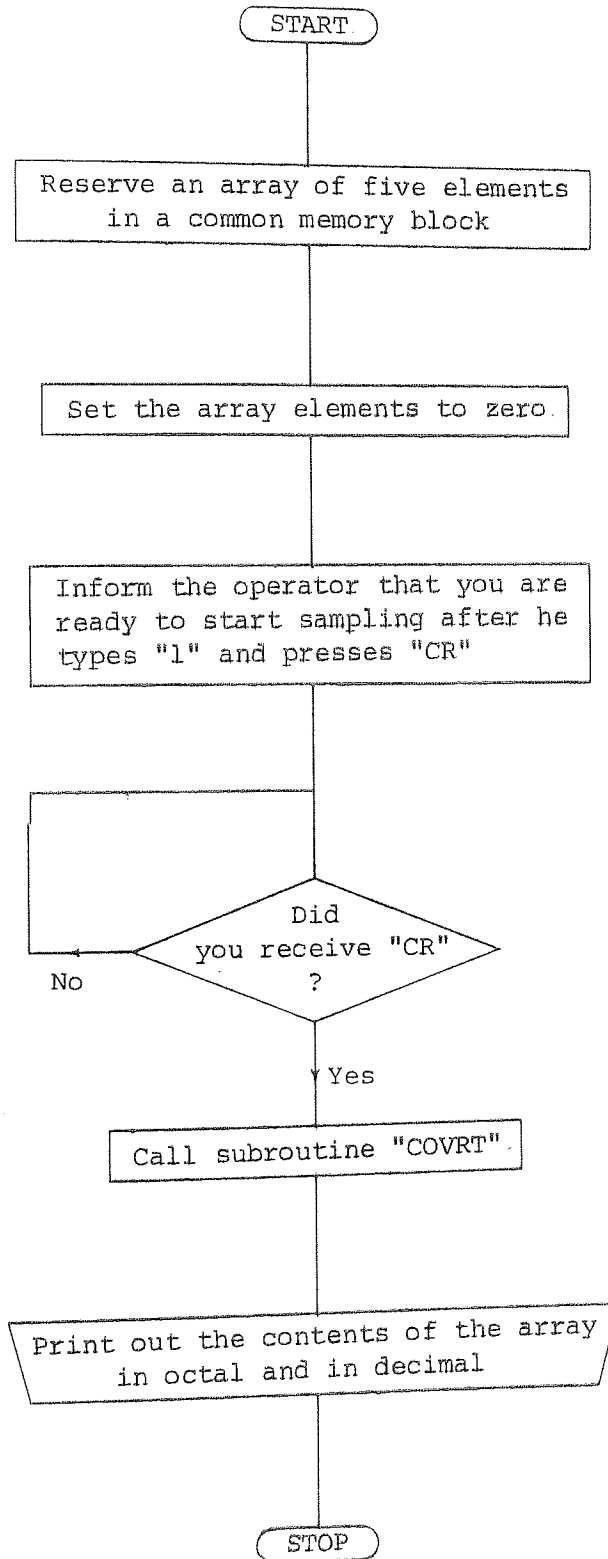 START
Reserve an array of five elements
in a common memory block
Set the array elements to zero.
Inform the operator that you are
ready to start sampling after he
types "1" and presses "CR"
Did
you receive "CR"
?
No
Yes
Call subroutine "COVRT"
Print out the contents of the array
in octal and in decimal
STOP